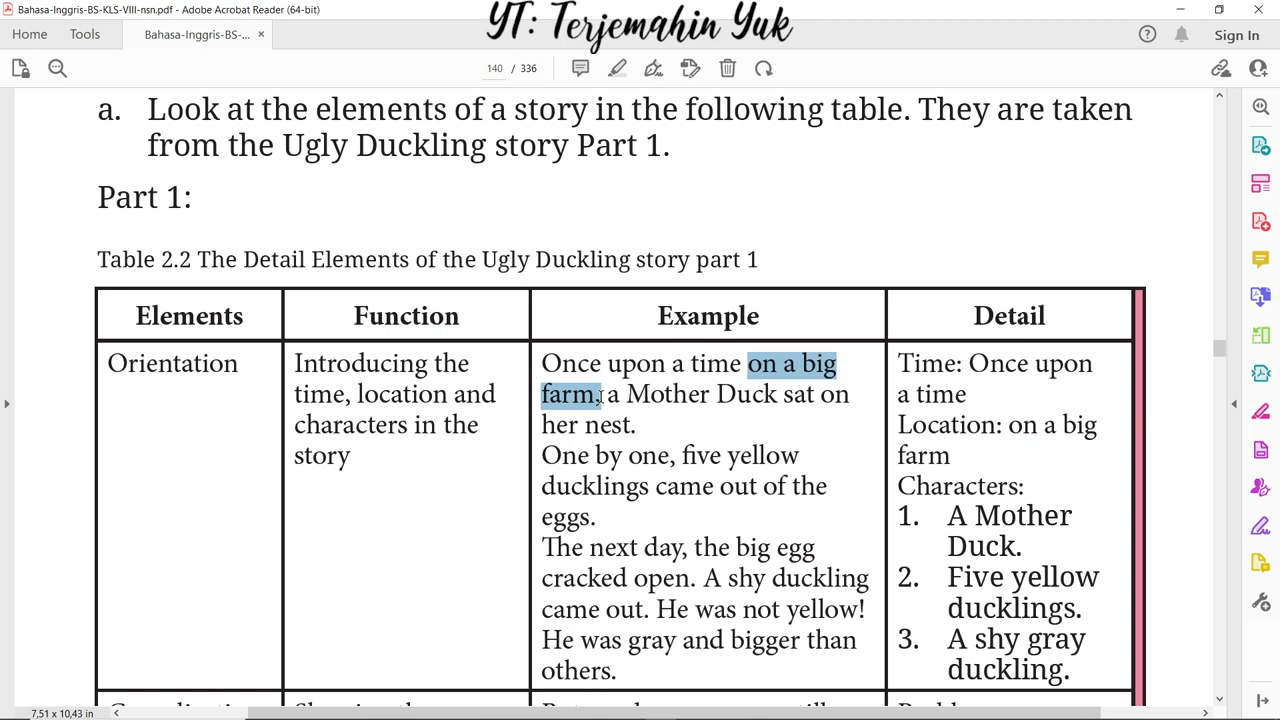 Bahasa-Inggris-BS-KLS-VIII-nsn.pdf - Adobe Acrobat Reader (64-bit)
YT: Terjemahin Yuk
Home Tools Bahasa-Inggris-BS-... × Sign In
140 / 336
a. Look at the elements of a story in the following table. They are taken
from the Ugly Duckling story Part 1.
Part 1:
Table 2.2 The Detail Elements of the Ugly Duckling story part 1
Elements Function Example Detail
Orientation
Introducing the
time, location and
characters in the
story
Once upon a time on a big
farm, a Mother Duck sat on
her nest.
One by one, five yellow
ducklings came out of the
eggs.
The next day, the big egg
cracked open. A shy duckling
came out. He was not yellow!
He was gray and bigger than
others.
Time: Once upon
a time
Location: on a big
farm
Characters:
1. A Mother
Duck.
2. Five yellow
ducklings.
3. A shy gray
duckling.
7,51 x 10,43 in